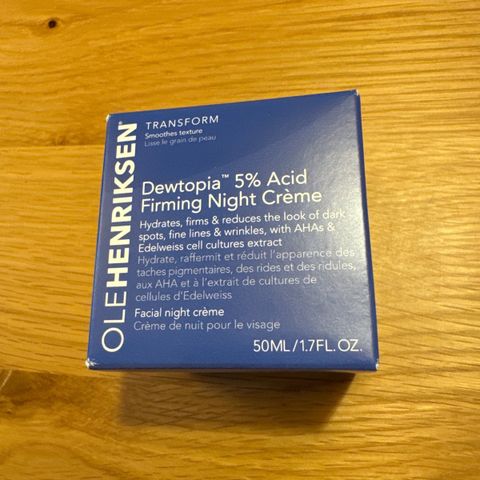 OLEHENRIKSEN®
TRANSFORM
Smoothes texture
Lisse le grain de peau
Dewtopia™ 5% Acid
Firming Night Crème
Hydrates, firms & reduces the look of dark
spots, fine lines & wrinkles, with AHAs &
Edelweiss cell cultures extract
Hydrate, raffermit et réduit l'apparence des
taches pigmentaires, des rides et des ridules,
aux AHA et à l'extrait de cultures de
cellules d'Edelweiss
Facial night crème
Crème de nuit pour le visage
50ML/1.7FL.OZ.